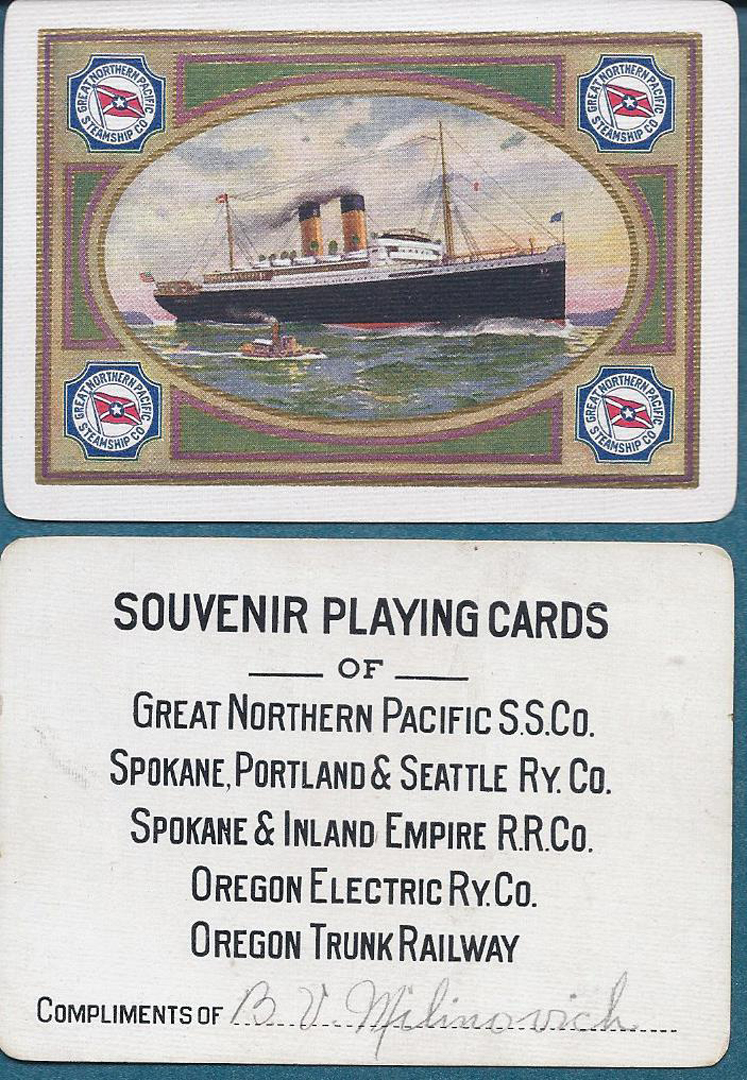 GREAT NORTHERN PACIFIC
STEAMSHIP CO
GREAT NORTHERN PACIFIC
STEAMSHIP CO
GREAT NORTHERN PACIFIC
STEAMSHIP CO
GREAT NORTHERN PACIFIC
STEAMSHIP CO
SOUVENIR PLAYING CARDS
OF
GREAT NORTHERN PACIFIC S.S.CO.
SPOKANE, PORTLAND & SEATTLE RY. CO.
SPOKANE & INLAND EMPIRE R.R.CO.
OREGON ELECTRIC RY.CO.
OREGON TRUNK RAILWAY
COMPLIMENTS OF B. V. Milinovich